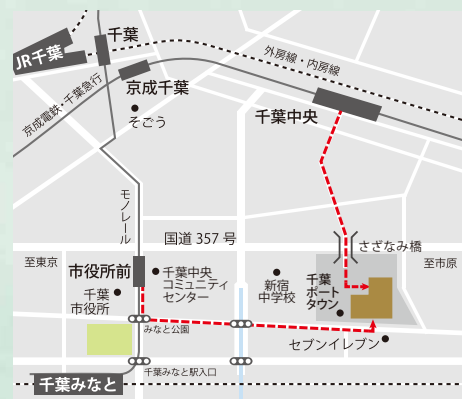 千葉
JR千葉
外房線・内房線
京成千葉
京成電鉄・千葉急行
そごう
千葉中央
モノレール
国道 357 号
さざなみ橋
至東京
至市原
市役所前
千葉中央
コミュニティ
センター
新宿
中学校
千葉
ポート
タウン
千葉
市役所
みなと公園
セブンイレブン
千葉みなと駅入口
千葉みなと